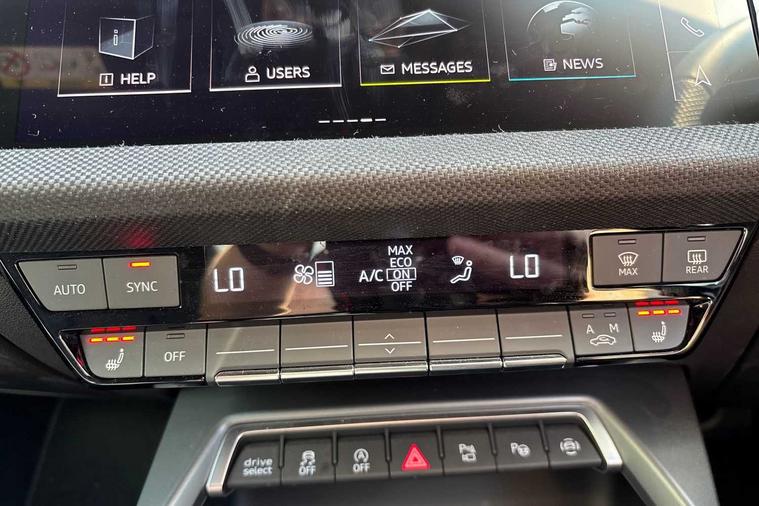 HELP
USERS
MESSAGES
NEWS
AUTO
SYNC
LO
A/C
MAX
ECO
ON
OFF
LO
MAX
REAR
OFF
A M
drive
select
OFF
OFF
P